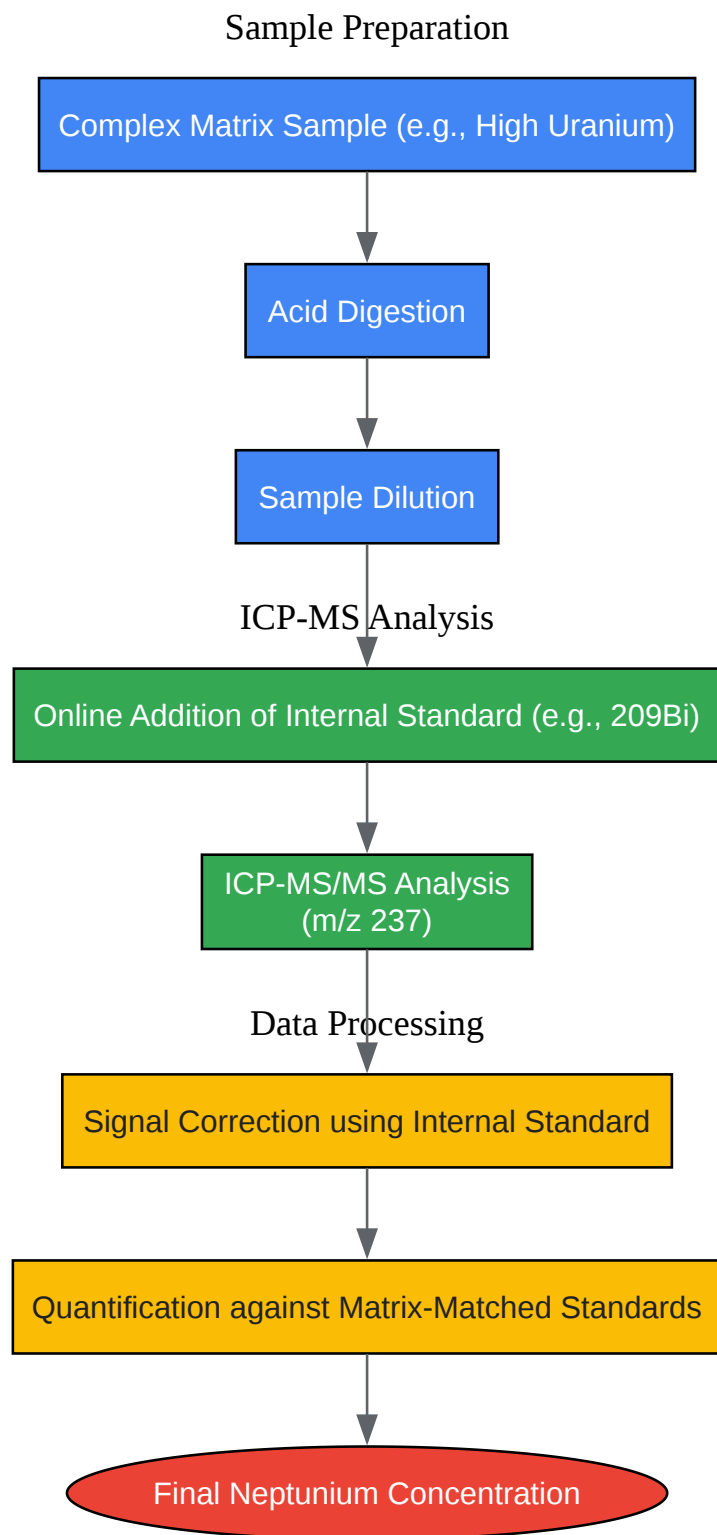 Sample Preparation
Complex Matrix Sample (e.g., High Uranium)
Acid Digestion
Sample Dilution
ICP-MS Analysis
Online Addition of Internal Standard (e.g., 209Bi)
ICP-MS/MS Analysis
(m/z 237)
Data Processing
Signal Correction using Internal Standard
Quantification against Matrix-Matched Standards
Final Neptunium Concentration